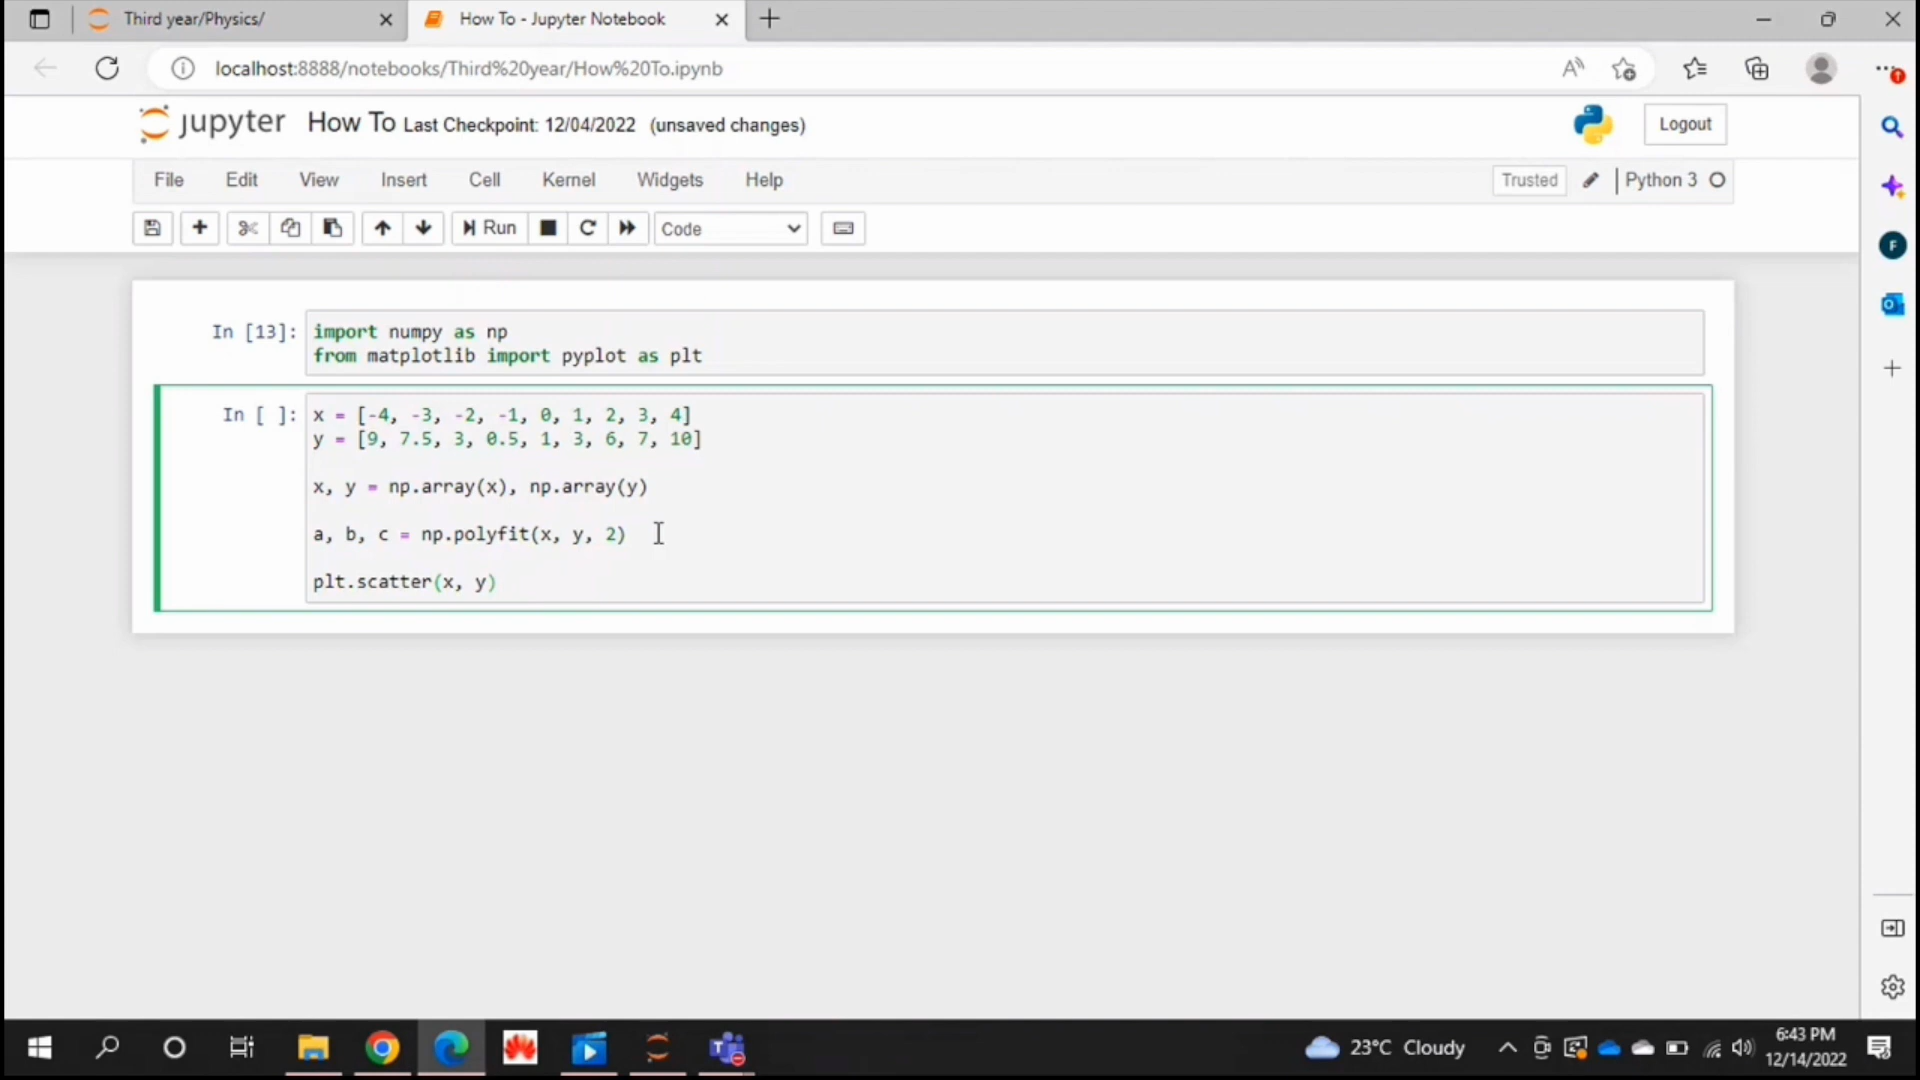 Third year/Physics/
How To - Jupyter Notebook
localhost:8888/notebooks/Third%20year/How%20To.ipynb
jupyter How To Last Checkpoint: 12/04/2022 (unsaved changes)
Logout
File Edit View Insert Cell Kernel Widgets Help
Trusted
Python 3
Run
Code
In [13]: import numpy as np
from matplotlib import pyplot as plt
In [ ]: x = [-4, -3, -2, -1, 0, 1, 2, 3, 4]
y = [9, 7.5, 3, 0.5, 1, 3, 6, 7, 10]
x, y = np.array(x), np.array(y)
a, b, c = np.polyfit(x, y, 2)
plt.scatter(x, y)
F
23°C Cloudy
6:43 PM
12/14/2022